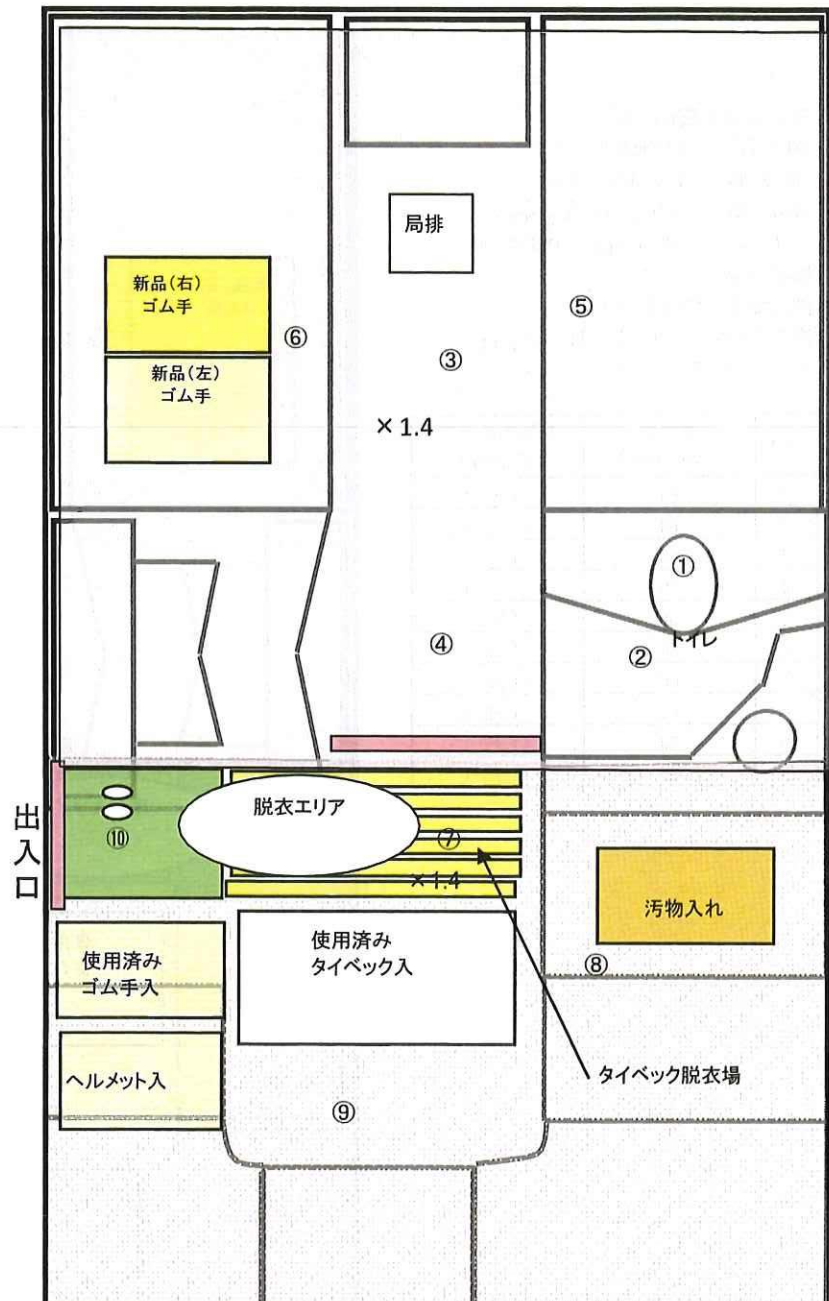 局排
新品(右)
ゴム手
⑤
⑥
新品(左)
ゴム手
③
×1.4
①
トイレ
②
④
出入口
脱衣エリア
⑩
⑦
×1.4
汚物入れ
使用済み
ゴム手入
使用済み
タイベック入
⑧
ヘルメット入
タイベック脱衣場
⑨